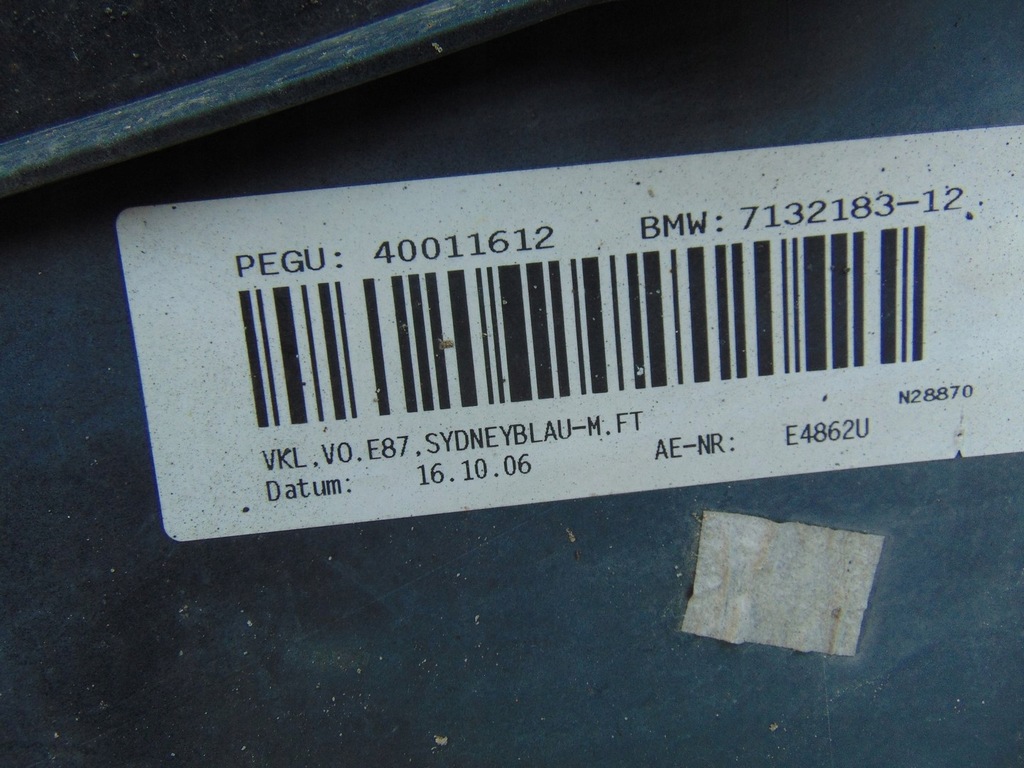 PEGU: 40011612 BMW: 7132183-12
N28870
VKL.VO.E87.SYDNEYBLAU-M.FT
Datum: 16.10.06 AE-NR: E4862U